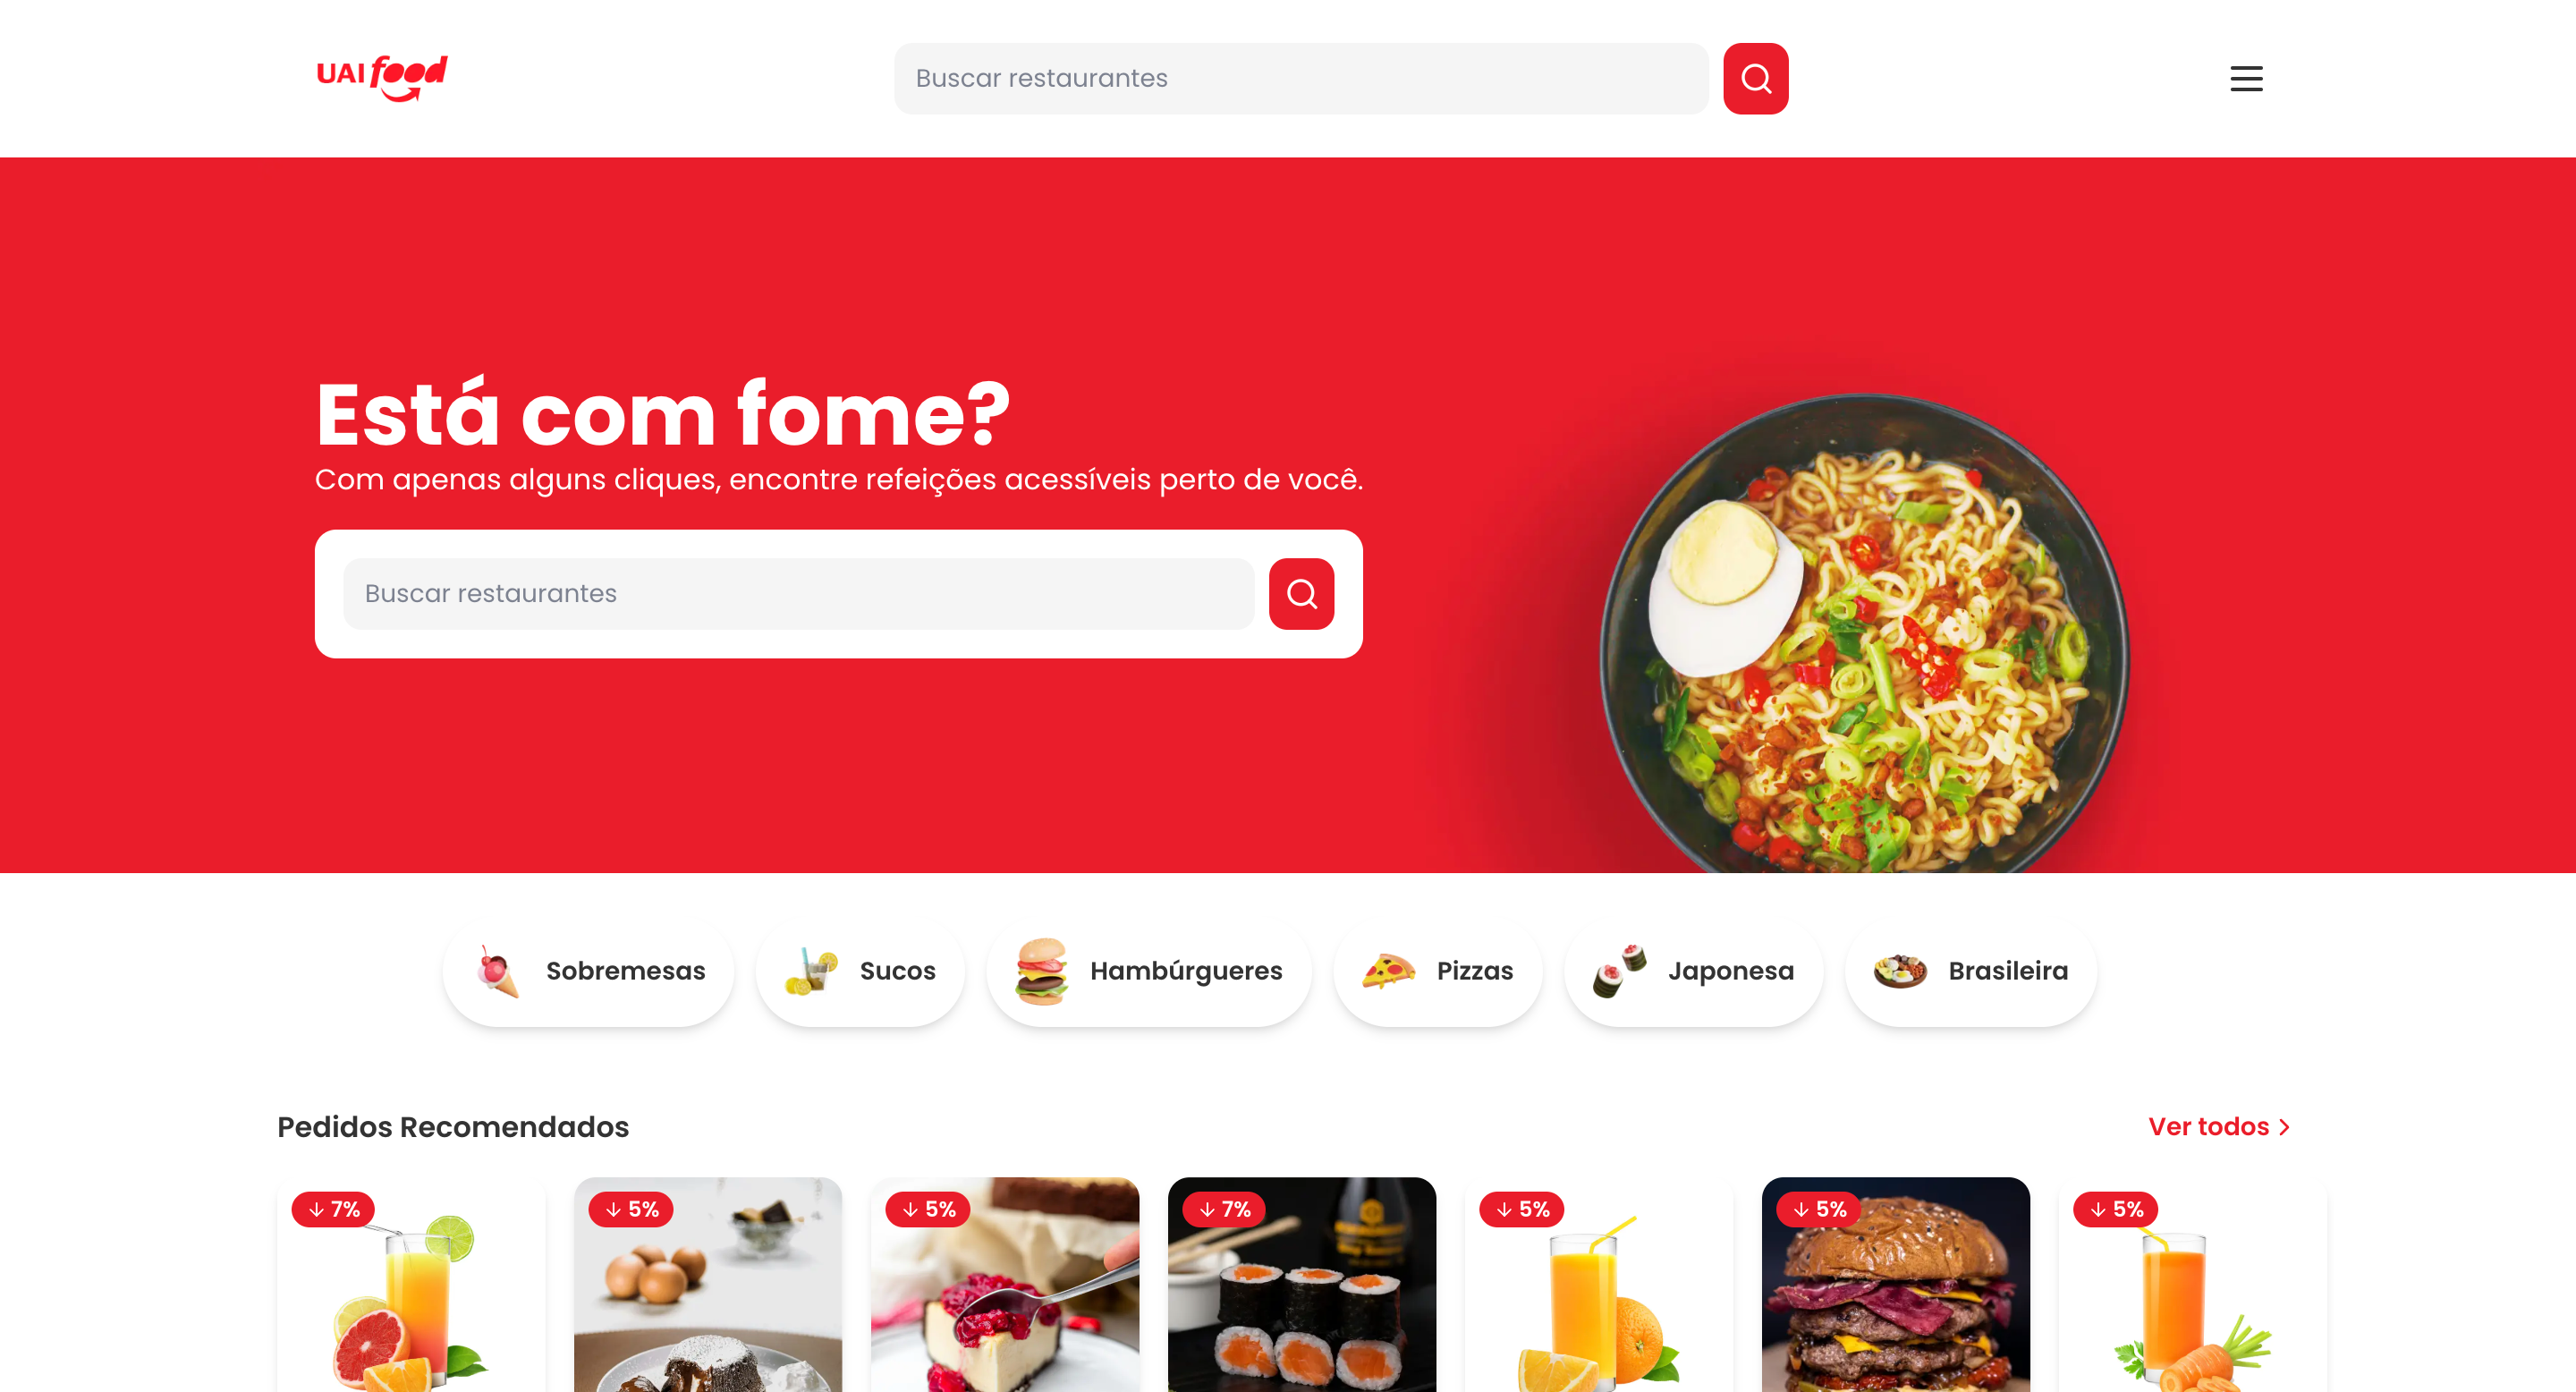 UAI food
Buscar restaurantes
Está com fome?
Com apenas alguns cliques, encontre refeições acessíveis perto de você.
Buscar restaurantes
Sobremesas
Sucos
Hambúrgueres
Pizzas
Japonesa
Brasileira
Pedidos Recomendados
Ver todos
7%
5%
5%
7%
5%
5%
5%